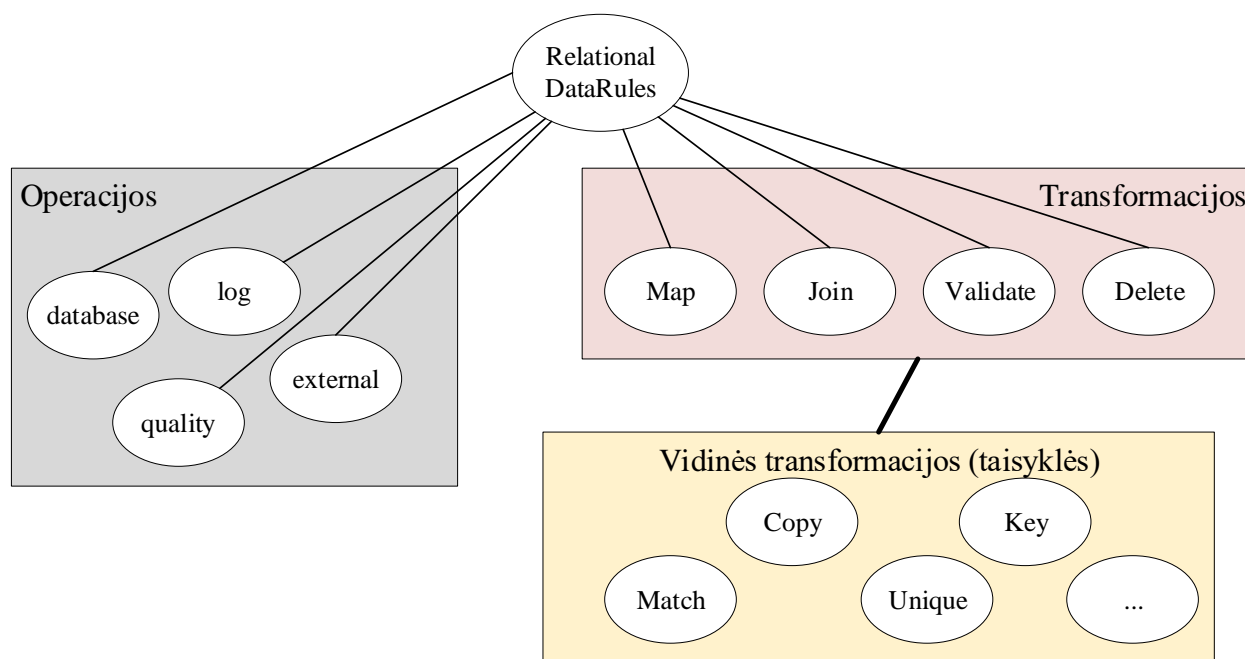 Relational
DataRules
Operacijos
database
log
quality
external
Transformacijos
Map
Join
Validate
Delete
Vidinės transformacijos (taisyklės)
Copy
Key
Match
Unique
...